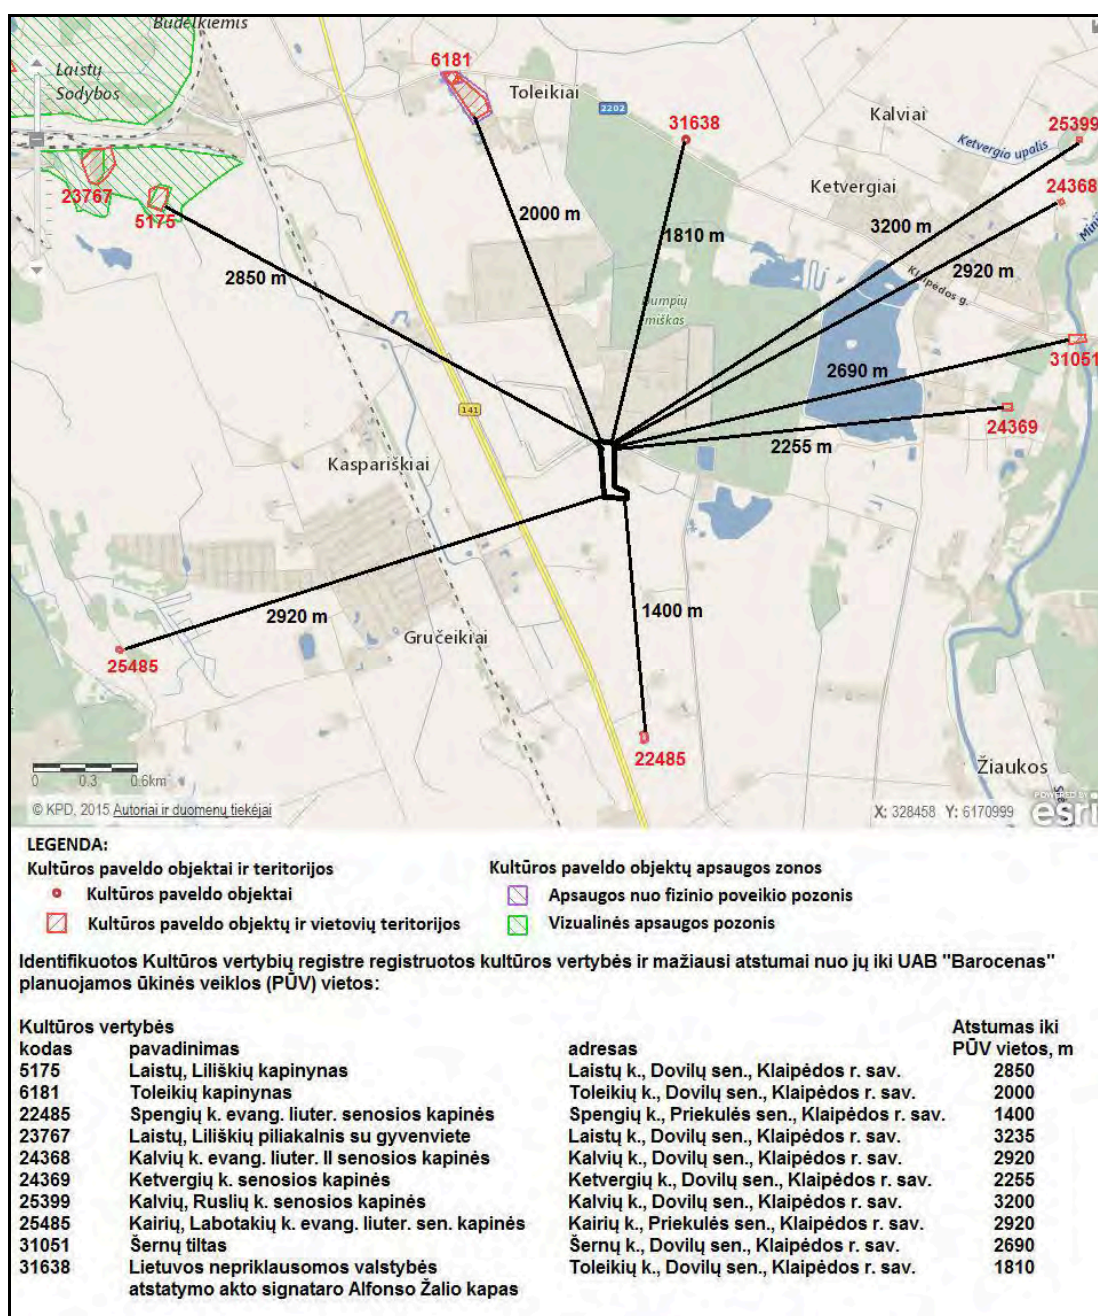 Budelkiemis
Laistų
Sodybos
6181
Toleikiai
2202
31638
Kalviai
25399
Ketvergio upalis
23767
5175
Ketvergiai
24368
2000 m
1810 m
3200 m
2850 m
2920 m
Klaipėdos g.
miškas
31051
2690 m
141
24369
2255 m
Kaspariškiai
1400 m
2920 m
Gručeikiai
25485
22485
Žiaukos
0 0.3 0.6km
© KPD, 2015 Autoriai ir duomenų tiekėjai
X: 328458 Y: 6170999
POWERED BY
esri
LEGENDA:
Kultūros paveldo objektai ir teritorijos
Kultūros paveldo objektų apsaugos zonos
Kultūros paveldo objektai
Apsaugos nuo fizinio poveikio pozonis
Kultūros paveldo objektų ir vietovių teritorijos
Vizualinės apsaugos pozonis
Identifikuotos Kultūros vertybių registre registruotos kultūros vertybės ir mažiausi atstumai nuo jų iki UAB "Barocenas"
planuojamos ūkinės veiklos (PŪV) vietos:
Kultūros vertybės Atstumas iki
kodas pavadinimas adresas PŪV vietos, m
5175 Laistų, Liliškių kapinynas Laistų k., Dovilų sen., Klaipėdos r. sav. 2850
6181 Toleikių kapinynas Toleikių k., Dovilų sen., Klaipėdos r. sav. 2000
22485 Spengių k. evang. liuter. senosios kapinės Spengių k., Priekulės sen., Klaipėdos r. sav. 1400
23767 Laistų, Liliškių piliakalnis su gyvenviete Laistų k., Dovilų sen., Klaipėdos r. sav. 3235
24368 Kalvių k. evang. liuter. II senosios kapinės Kalvių k., Dovilų sen., Klaipėdos r. sav. 2920
24369 Ketvergių k. senosios kapinės Ketvergių k., Dovilų sen., Klaipėdos r. sav. 2255
25399 Kalvių, Ruslių k. senosios kapinės Kalvių k., Dovilų sen., Klaipėdos r. sav. 3200
25485 Kairių, Labotakių k. evang. liuter. sen. kapinės Kairių k., Priekulės sen., Klaipėdos r. sav. 2920
31051 Šernų tiltas Šernų k., Dovilų sen., Klaipėdos r. sav. 2690
31638 Lietuvos nepriklausomos valstybės Toleikių k., Dovilų sen., Klaipėdos r. sav. 1810
atstatymo akto signataro Alfonso Žalio kapas